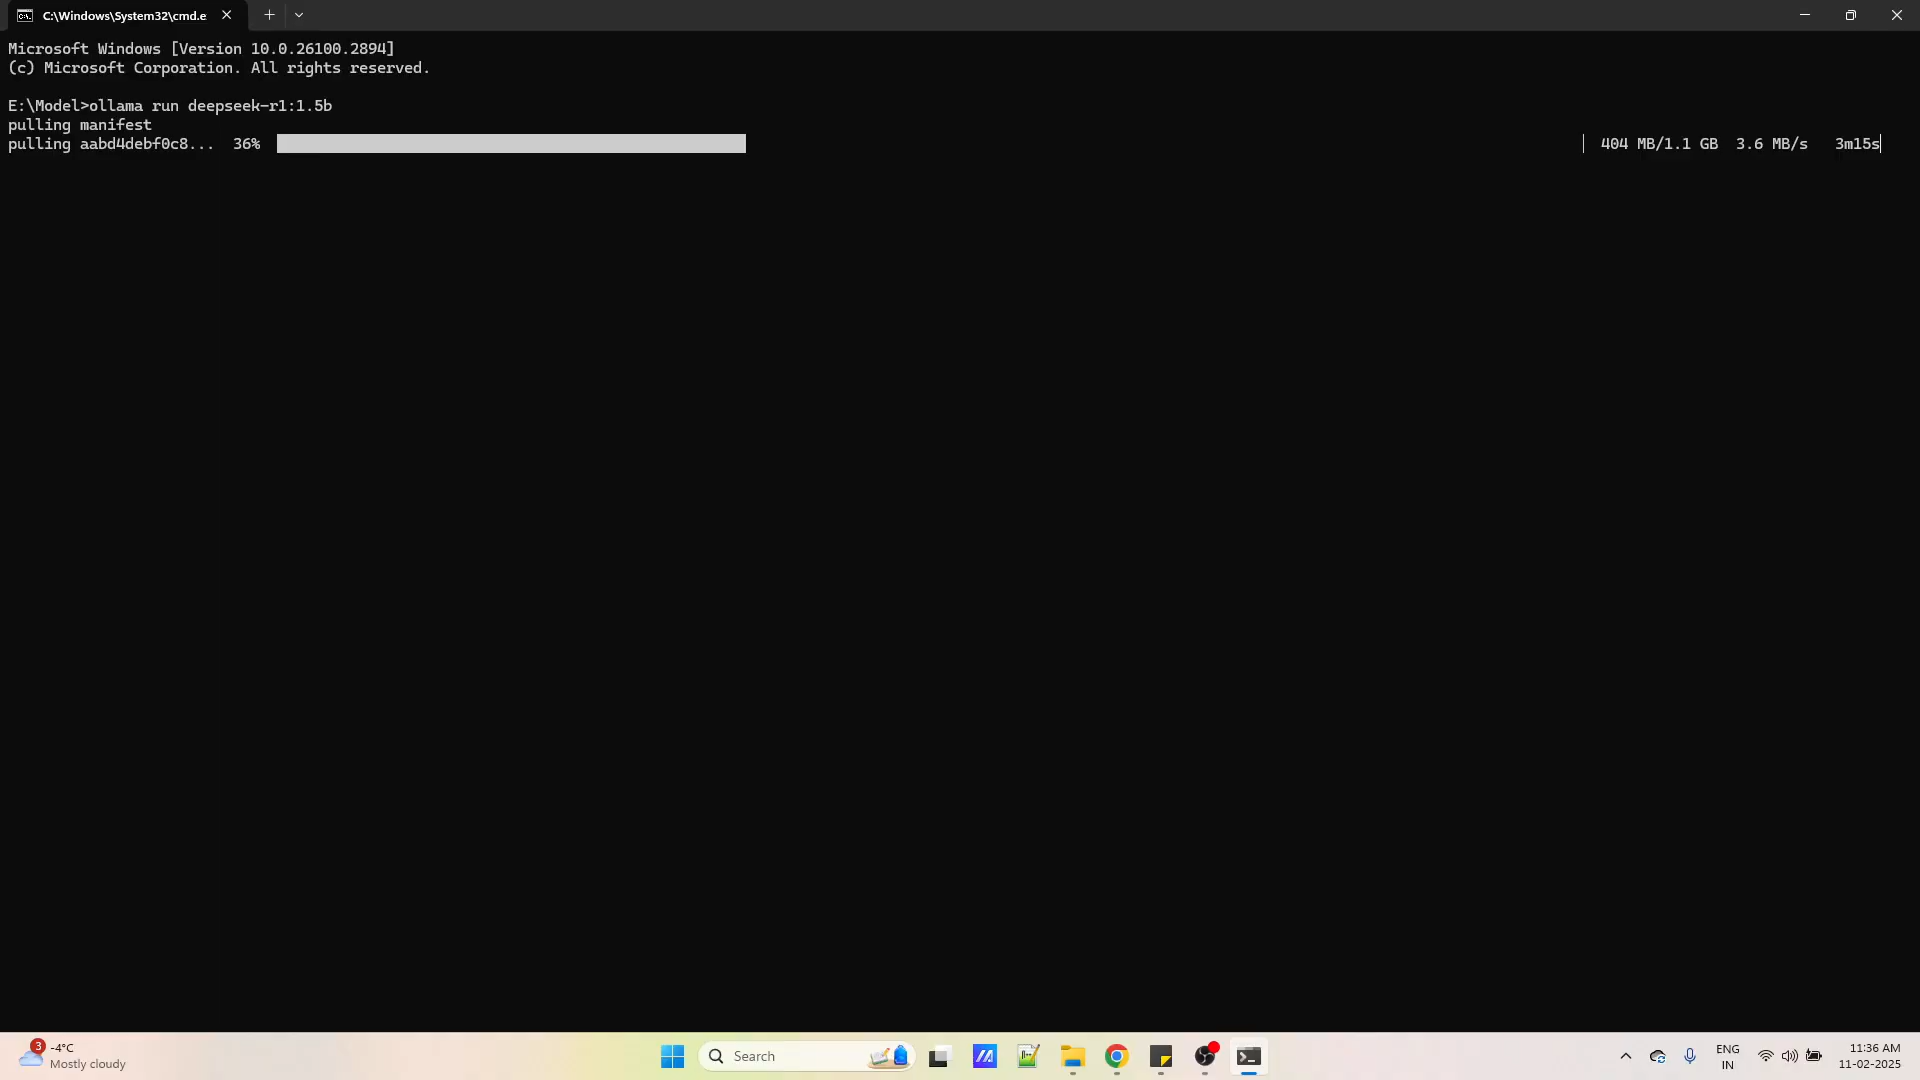 C:\Windows\System32\cmd.e
Microsoft Windows [Version 10.0.26100.2894]
(c) Microsoft Corporation. All rights reserved.
E:\Model>ollama run deepseek-r1:1.5b
pulling manifest
pulling aabd4debf0c8... 36% 404 MB/1.1 GB 3.6 MB/s 3m15s
3
-4°C
Mostly cloudy
Search
ENG
IN
11:36 AM
11-02-2025